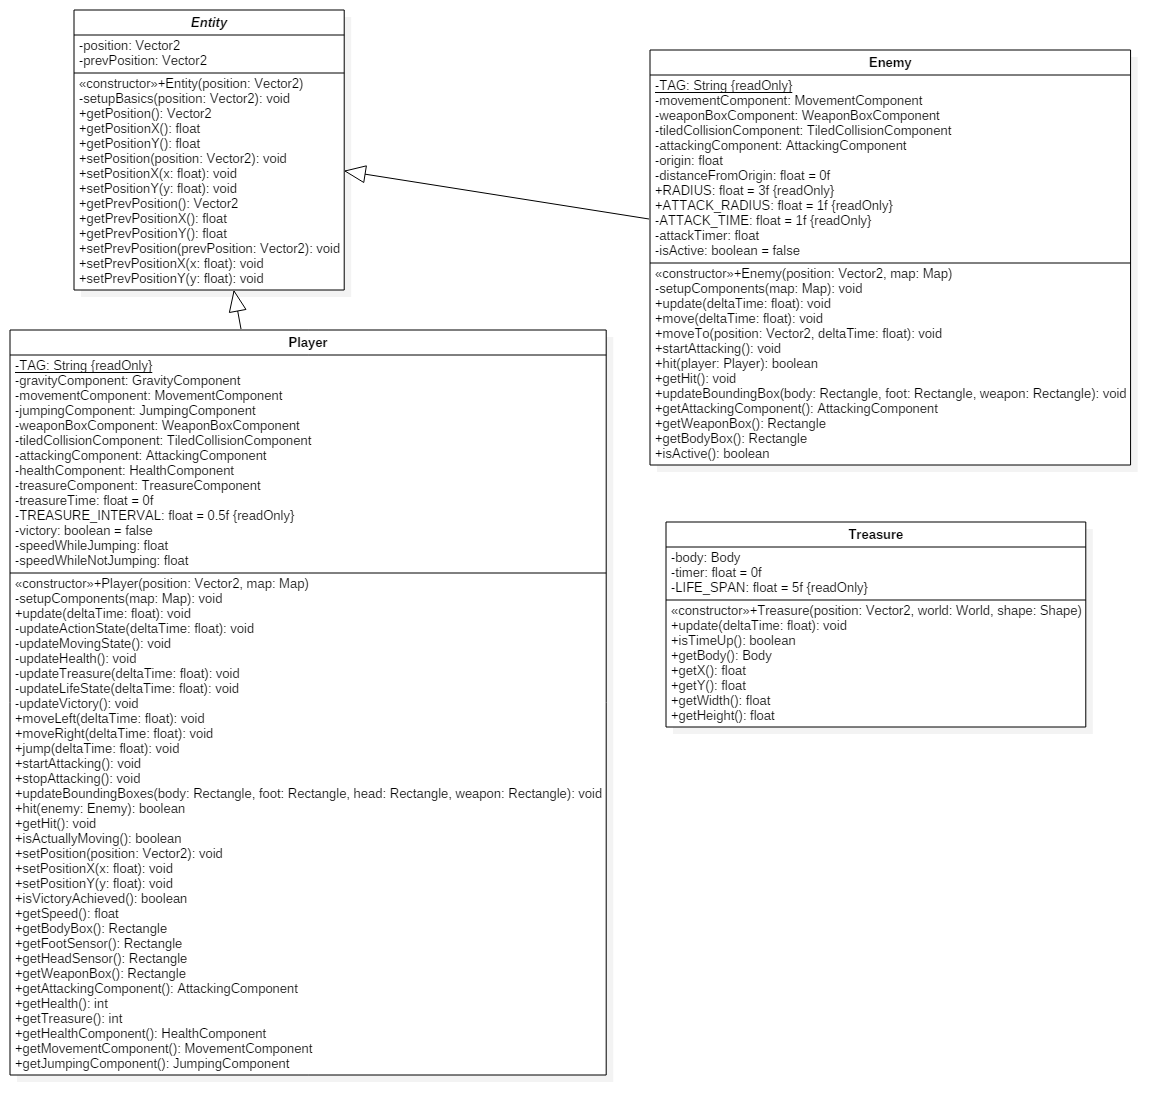 Entity
-position: Vector2
-prevPosition: Vector2
«constructor»+Entity(position: Vector2)
-setupBasics(position: Vector2): void
+getPosition(): Vector2
+getPositionX(): float
+getPositionY(): float
+setPosition(position: Vector2): void
+setPositionX(x: float): void
+setPositionY(y: float): void
+getPrevPosition(): Vector2
+getPrevPositionX(): float
+getPrevPositionY(): float
+setPrevPosition(prevPosition: Vector2): void
+setPrevPositionX(x: float): void
+setPrevPositionY(y: float): void
Enemy
-TAG: String {readOnly}
-movementComponent: MovementComponent
-weaponBoxComponent: WeaponBoxComponent
-tiledCollisionComponent: TiledCollisionComponent
-attackingComponent: AttackingComponent
-origin: float
-distanceFromOrigin: float = 0f
+RADIUS: float = 3f {readOnly}
+ATTACK_RADIUS: float = 1f {readOnly}
-ATTACK_TIME: float = 1f {readOnly}
-attackTimer: float
-isActive: boolean = false
«constructor»+Enemy(position: Vector2, map: Map)
-setupComponents(map: Map): void
+update(deltaTime: float): void
+move(deltaTime: float): void
+moveTo(position: Vector2, deltaTime: float): void
+startAttacking(): void
+hit(player: Player): boolean
+getHit(): void
+updateBoundingBox(body: Rectangle, foot: Rectangle, weapon: Rectangle): void
+getAttackingComponent(): AttackingComponent
+getWeaponBox(): Rectangle
+getBodyBox(): Rectangle
+isActive(): boolean
Player
-TAG: String {readOnly}
-gravityComponent: GravityComponent
-movementComponent: MovementComponent
-jumpingComponent: JumpingComponent
-weaponBoxComponent: WeaponBoxComponent
-tiledCollisionComponent: TiledCollisionComponent
-attackingComponent: AttackingComponent
-healthComponent: HealthComponent
-treasureComponent: TreasureComponent
-treasureTime: float = 0f
-TREASURE_INTERVAL: float = 0.5f {readOnly}
-victory: boolean = false
-speedWhileJumping: float
-speedWhileNotJumping: float
«constructor»+Player(position: Vector2, map: Map)
-setupComponents(map: Map): void
+update(deltaTime: float): void
-updateActionState(deltaTime: float): void
-updateMovingState(): void
-updateHealth(): void
-updateTreasure(deltaTime: float): void
-updateLifeState(deltaTime: float): void
-updateVictory(): void
+moveLeft(deltaTime: float): void
+moveRight(deltaTime: float): void
+jump(deltaTime: float): void
+startAttacking(): void
+stopAttacking(): void
+updateBoundingBoxes(body: Rectangle, foot: Rectangle, head: Rectangle, weapon: Rectangle): void
+hit(enemy: Enemy): boolean
+getHit(): void
+isActuallyMoving(): boolean
+setPosition(position: Vector2): void
+setPositionX(x: float): void
+setPositionY(y: float): void
+isVictoryAchieved(): boolean
+getSpeed(): float
+getBodyBox(): Rectangle
+getFootSensor(): Rectangle
+getHeadSensor(): Rectangle
+getWeaponBox(): Rectangle
+getAttackingComponent(): AttackingComponent
+getHealth(): int
+getTreasure(): int
+getHealthComponent(): HealthComponent
+getMovementComponent(): MovementComponent
+getJumpingComponent(): JumpingComponent
Treasure
-body: Body
-timer: float = 0f
-LIFE_SPAN: float = 5f {readOnly}
«constructor»+Treasure(position: Vector2, world: World, shape: Shape)
+update(deltaTime: float): void
+isTimeUp(): boolean
+getBody(): Body
+getX(): float
+getY(): float
+getWidth(): float
+getHeight(): float